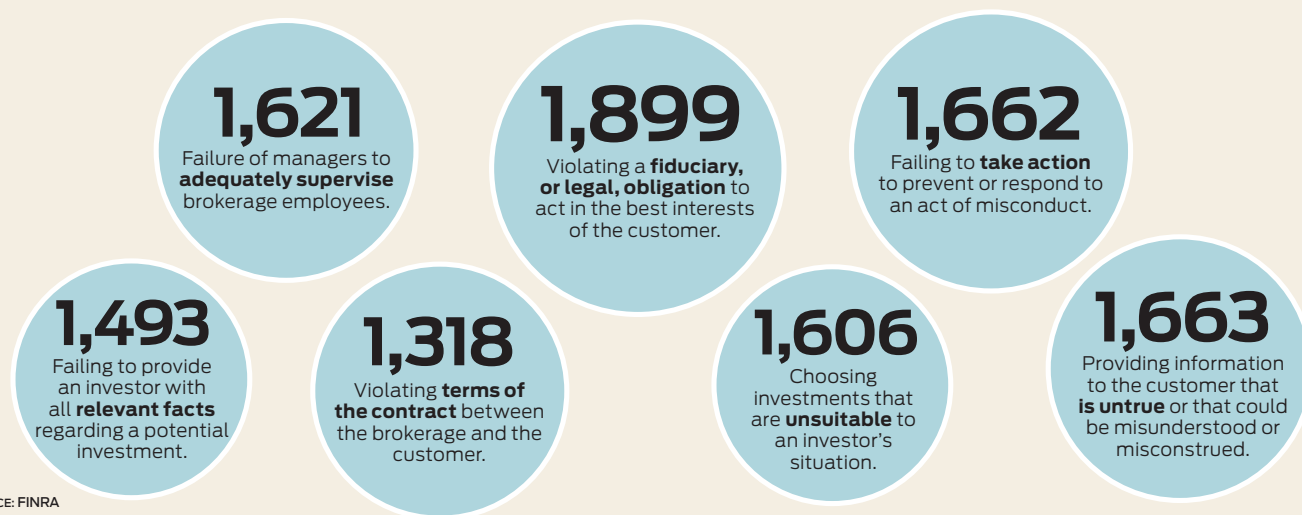 1,621
Failure of managers to
adequately supervise
brokerage employees.
1,899
Violating a fiduciary,
or legal, obligation to
act in the best interests
of the customer.
1,662
Failing to take action
to prevent or respond to
an act of misconduct.
1,493
Failing to provide
an investor with
all relevant facts
regarding a potential
investment.
1,318
Violating terms of
the contract between
the brokerage and the
customer.
1,606
Choosing
investments that
are unsuitable to
an investor’s
situation.
1,663
Providing information
to the customer that
is untrue or that could
be misunderstood or
misconstrued.
CE: FINRA